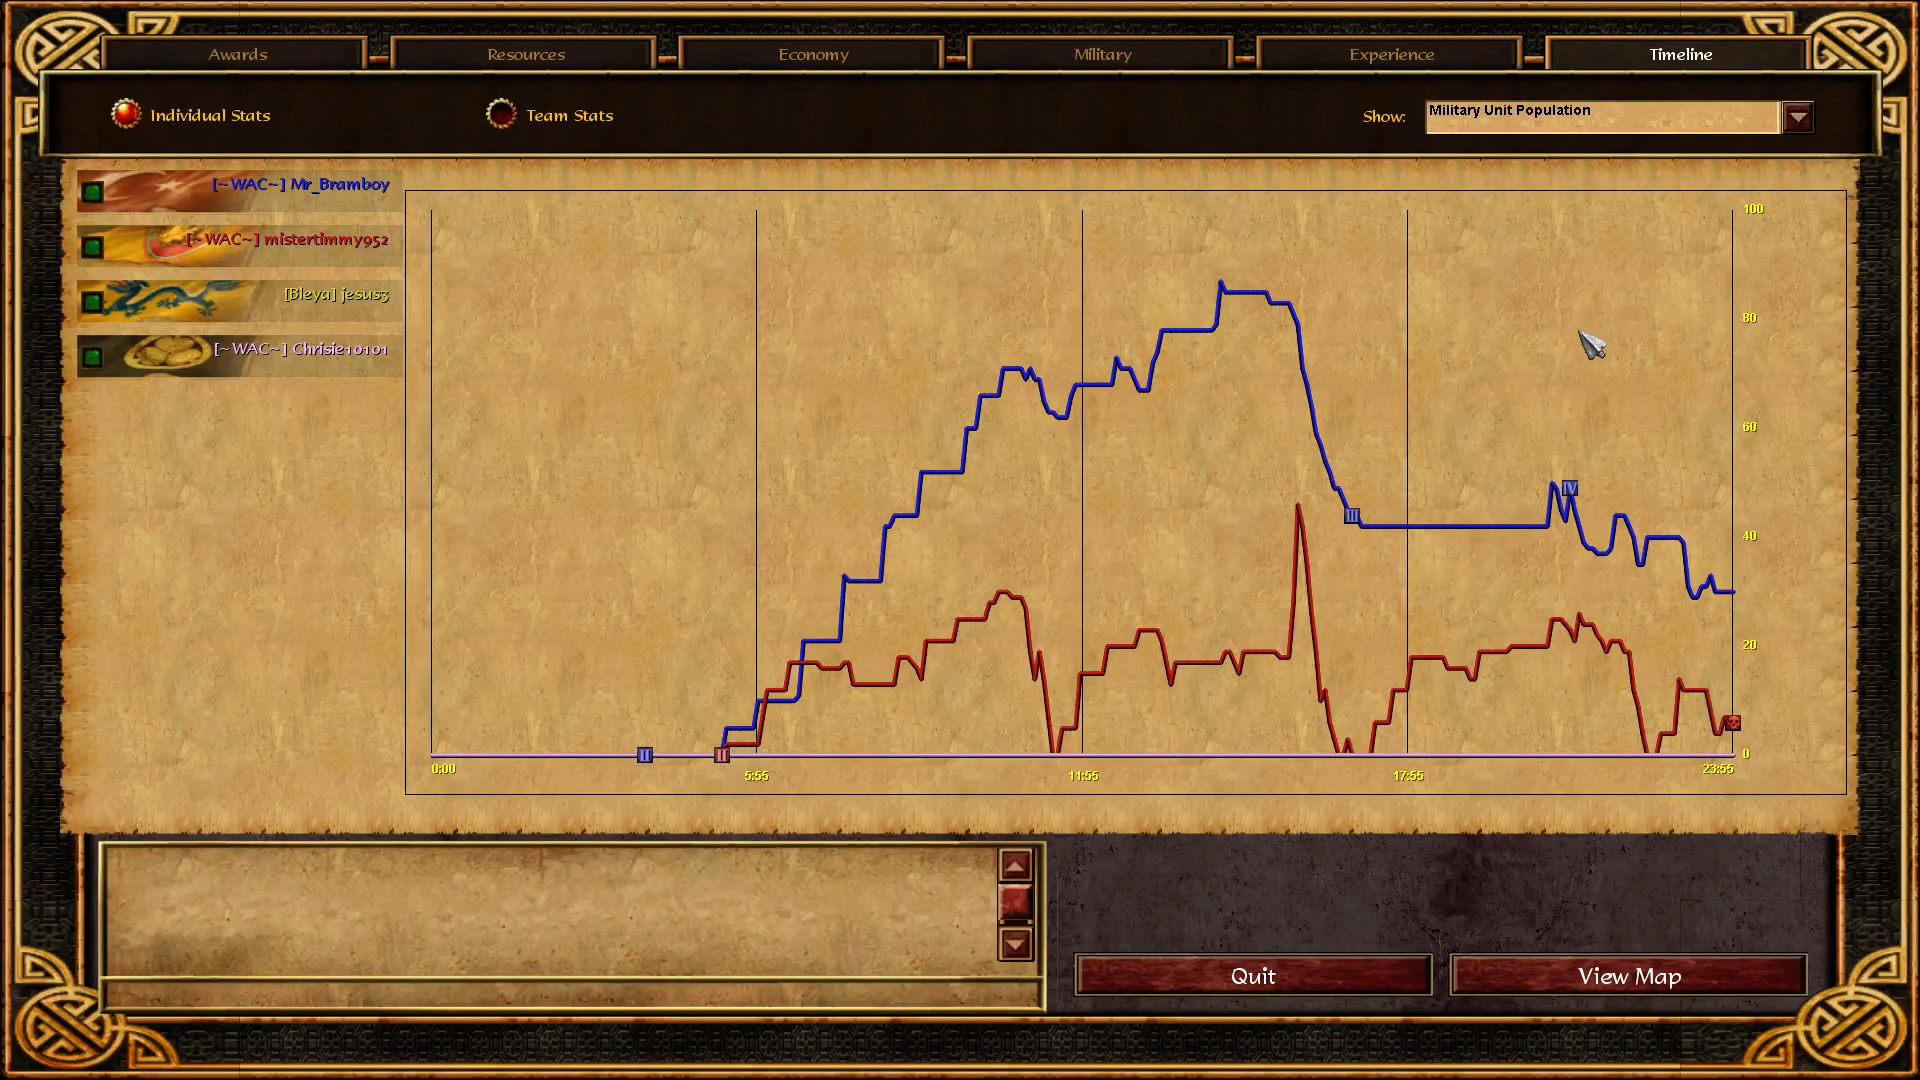 Awards
Resources
Economy
Military
Experience
Timeline
Individual Stats
Team Stats
Show:
Military Unit Population
[~WAC~] Mr_Bramboy
[~WAC~] mistertimmy952
[Bleya] jesus3
[~WAC~] Chrisie10101
100
80
60
40
20
0
IV
III
II
II
0:00
5:55
11:55
17:55
23:55
Quit
View Map